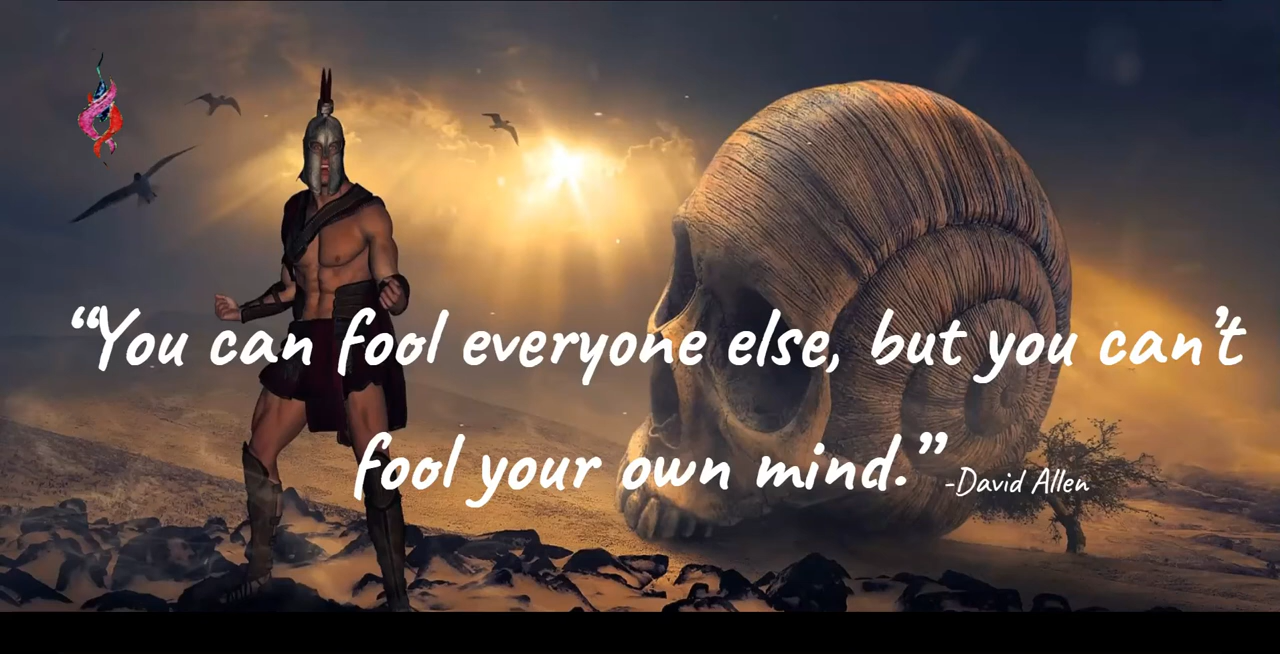 “You can fool everyone else, but you can’t
fool your own mind.” -David Allen